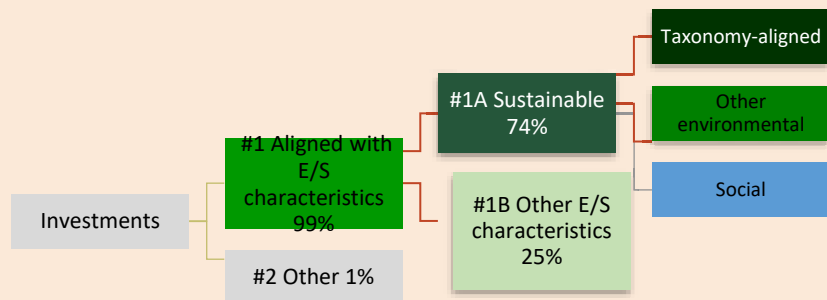 Investments
#1 Aligned with
E/S
characteristics
99%
#2 Other 1%
#1A Sustainable
74%
#1B Other E/S
characteristics
25%
Taxonomy-aligned
Other
environmental
Social